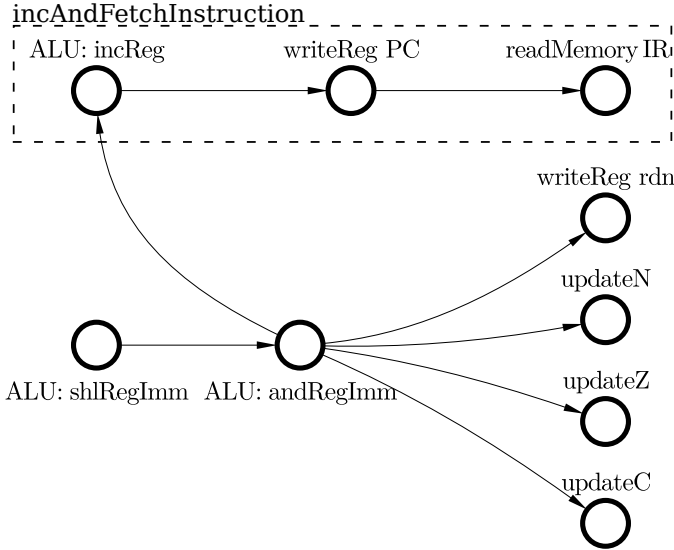 incAndFetchInstruction
ALU: incReg
writeReg PC
readMemory IR
writeReg rdn
updateN
ALU: shlRegImm
ALU: andRegImm
updateZ
updateC